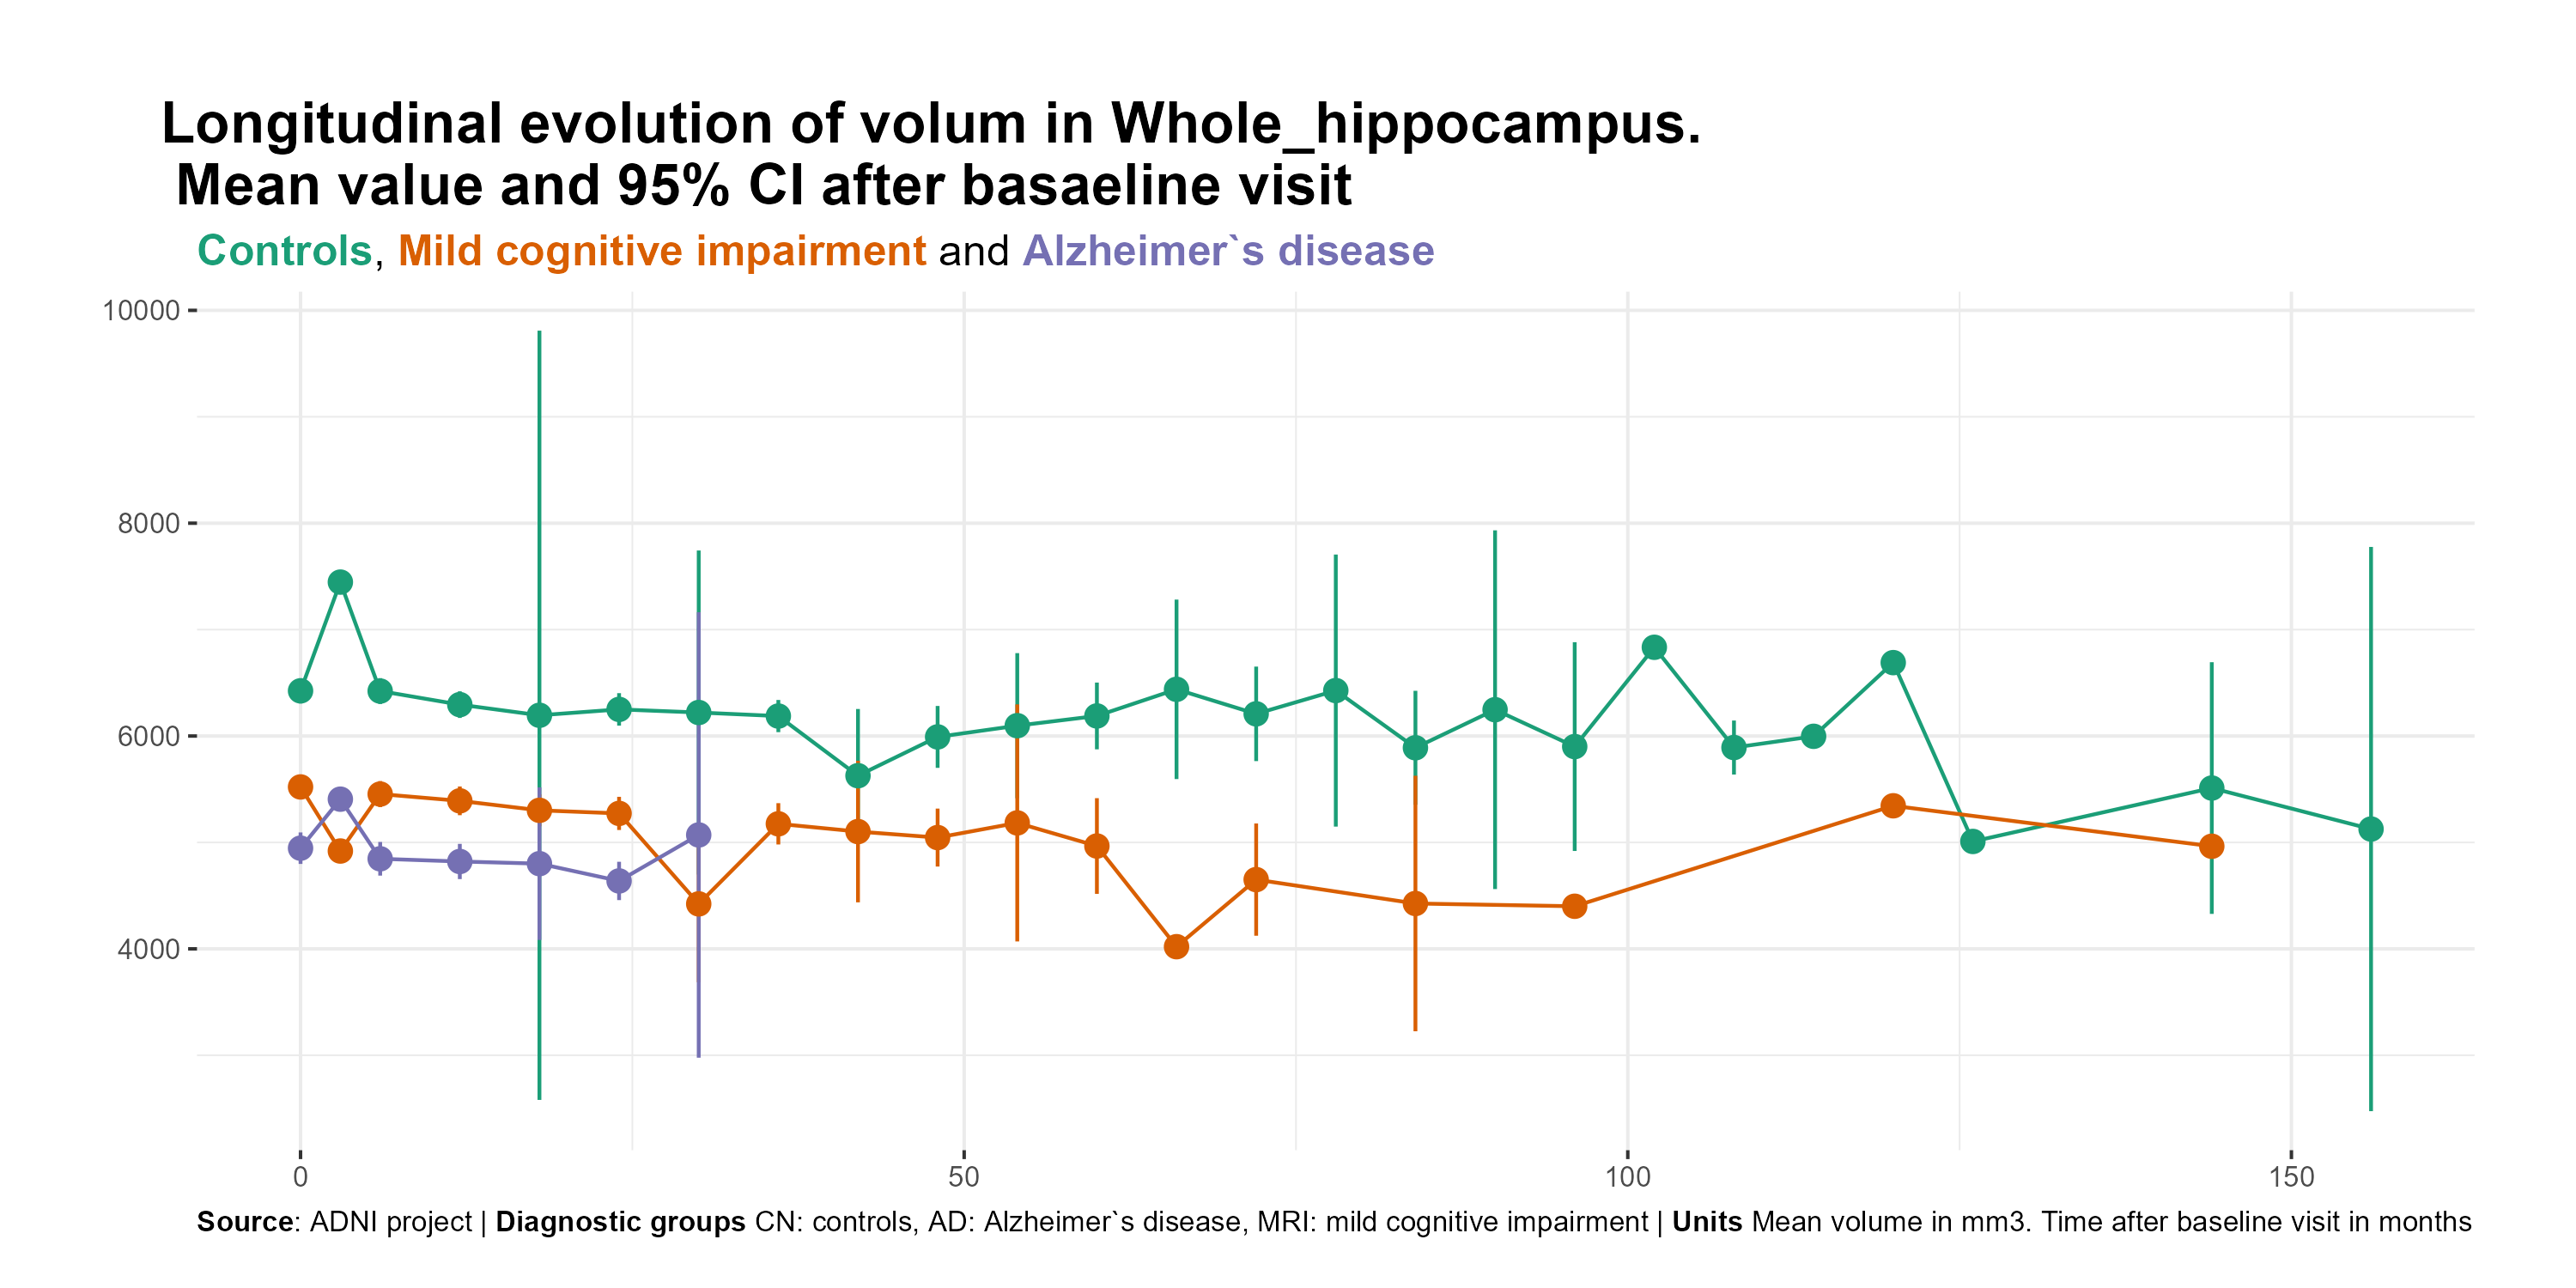 Longitudinal evolution of volum in Whole_hippocampus.
Mean value and 95% CI after basaeline visit
Controls, Mild cognitive impairment and Alzheimer`s disease
10000
8000
6000
4000
0 50 100 150
Source: ADNI project | Diagnostic groups CN: controls, AD: Alzheimer`s disease, MRI: mild cognitive impairment | Units Mean volume in mm3. Time after baseline visit in months